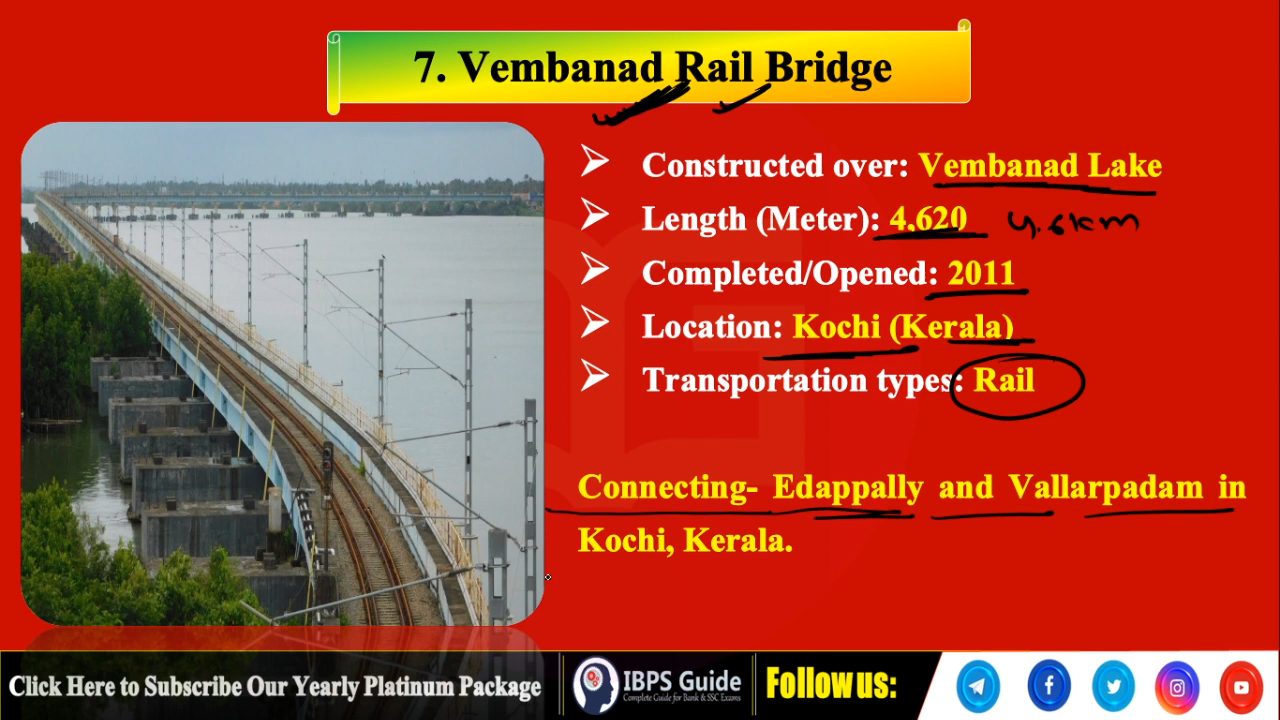 7. Vembanad Rail Bridge
Constructed over: Vembanad Lake
Length (Meter): 4,620 4.6km
Completed/Opened: 2011
Location: Kochi (Kerala)
Transportation types: Rail
Connecting- Edappally and Vallarpadam in
Kochi, Kerala.
Click Here to Subscribe Our Yearly Platinum Package
IBPS Guide
Complete Guide for Bank & SSC Exams
Follow us: